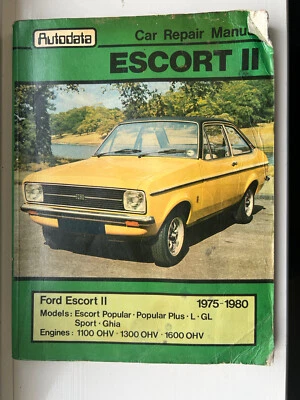 Autodata
Car Repair Manual
ESCORT II
Ford Escort II 1975-1980
Models: Escort Popular · Popular Plus · L · GL
Sport · Ghia
Engines: 1100 OHV · 1300 OHV · 1600 OHV